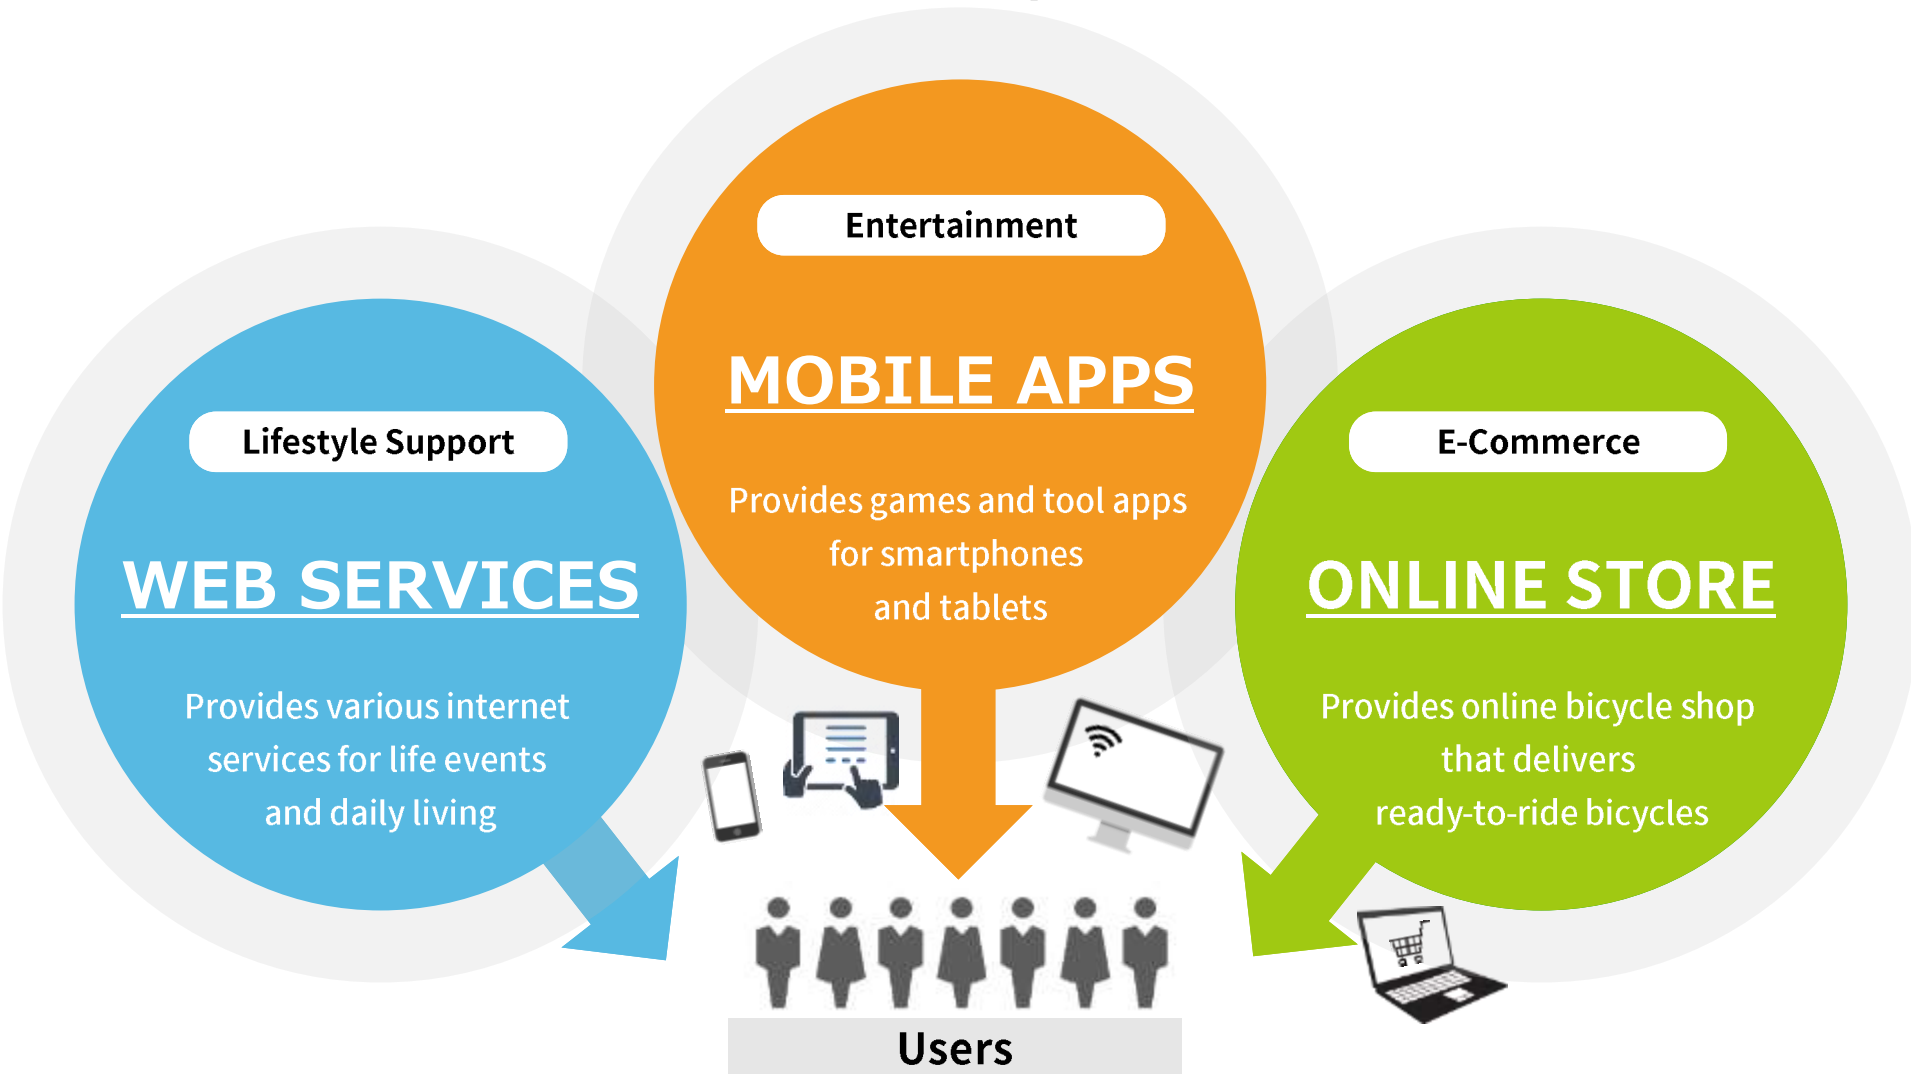 Entertainment
MOBILE APPS
Provides games and tool apps
for smartphones
and tablets
Lifestyle Support
WEB SERVICES
Provides various internet
services for life events
and daily living
E-Commerce
ONLINE STORE
Provides online bicycle shop
that delivers
ready-to-ride bicycles
Users